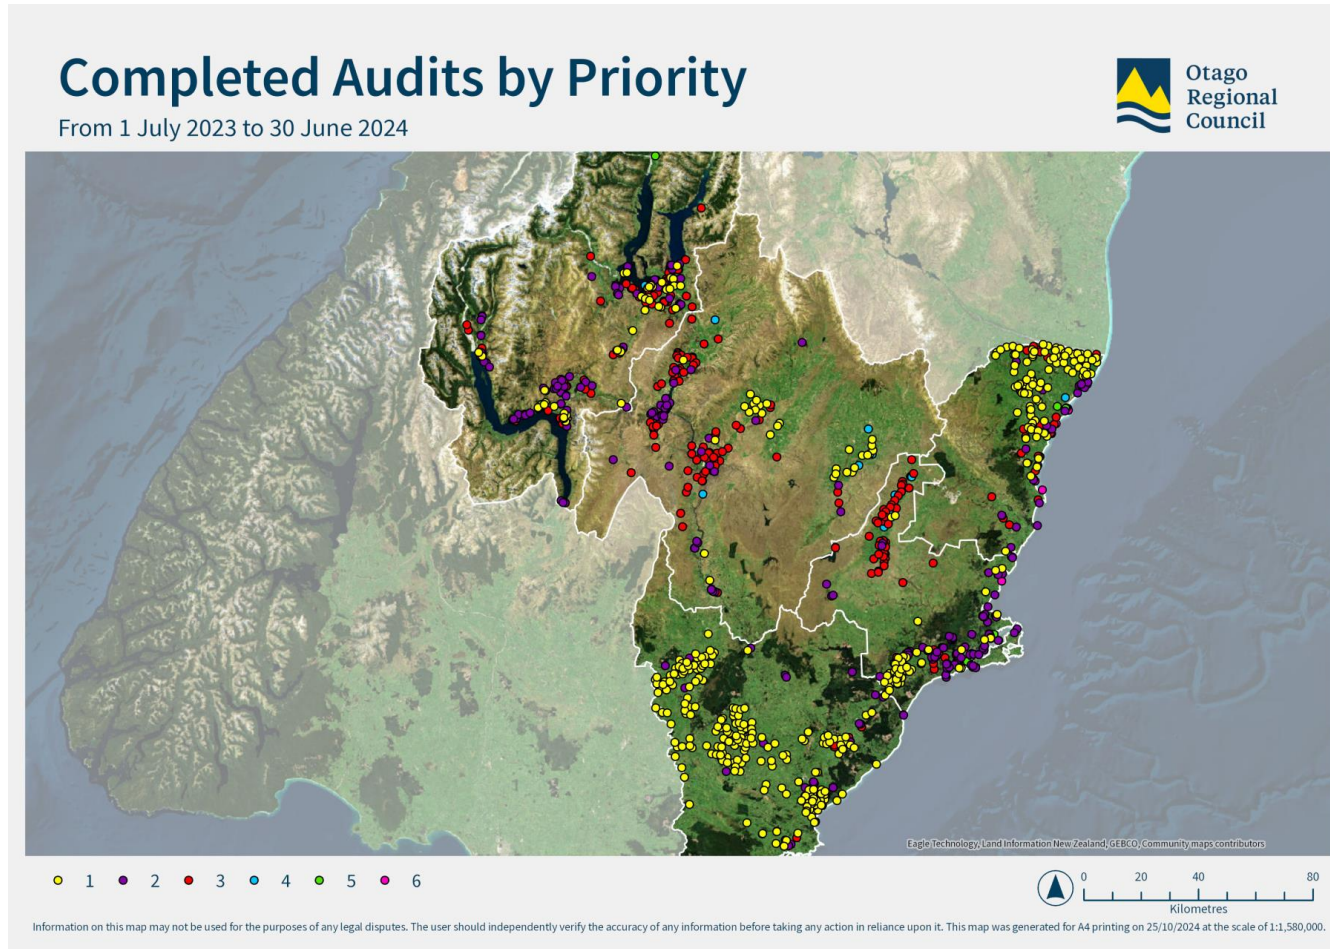 Completed Audits by Priority
From 1 July 2023 to 30 June 2024
Otago
Regional
Council
Eagle Technology, Land Information New Zealand, GEBCO, Community maps contributors
1 2 3 4 5 6
0 20 40 80
Kilometres
Information on this map may not be used for the purposes of any legal disputes. The user should independently verify the accuracy of any information before taking any action in reliance upon it. This map was generated for A4 printing on 25/10/2024 at the scale of 1:1,580,000.